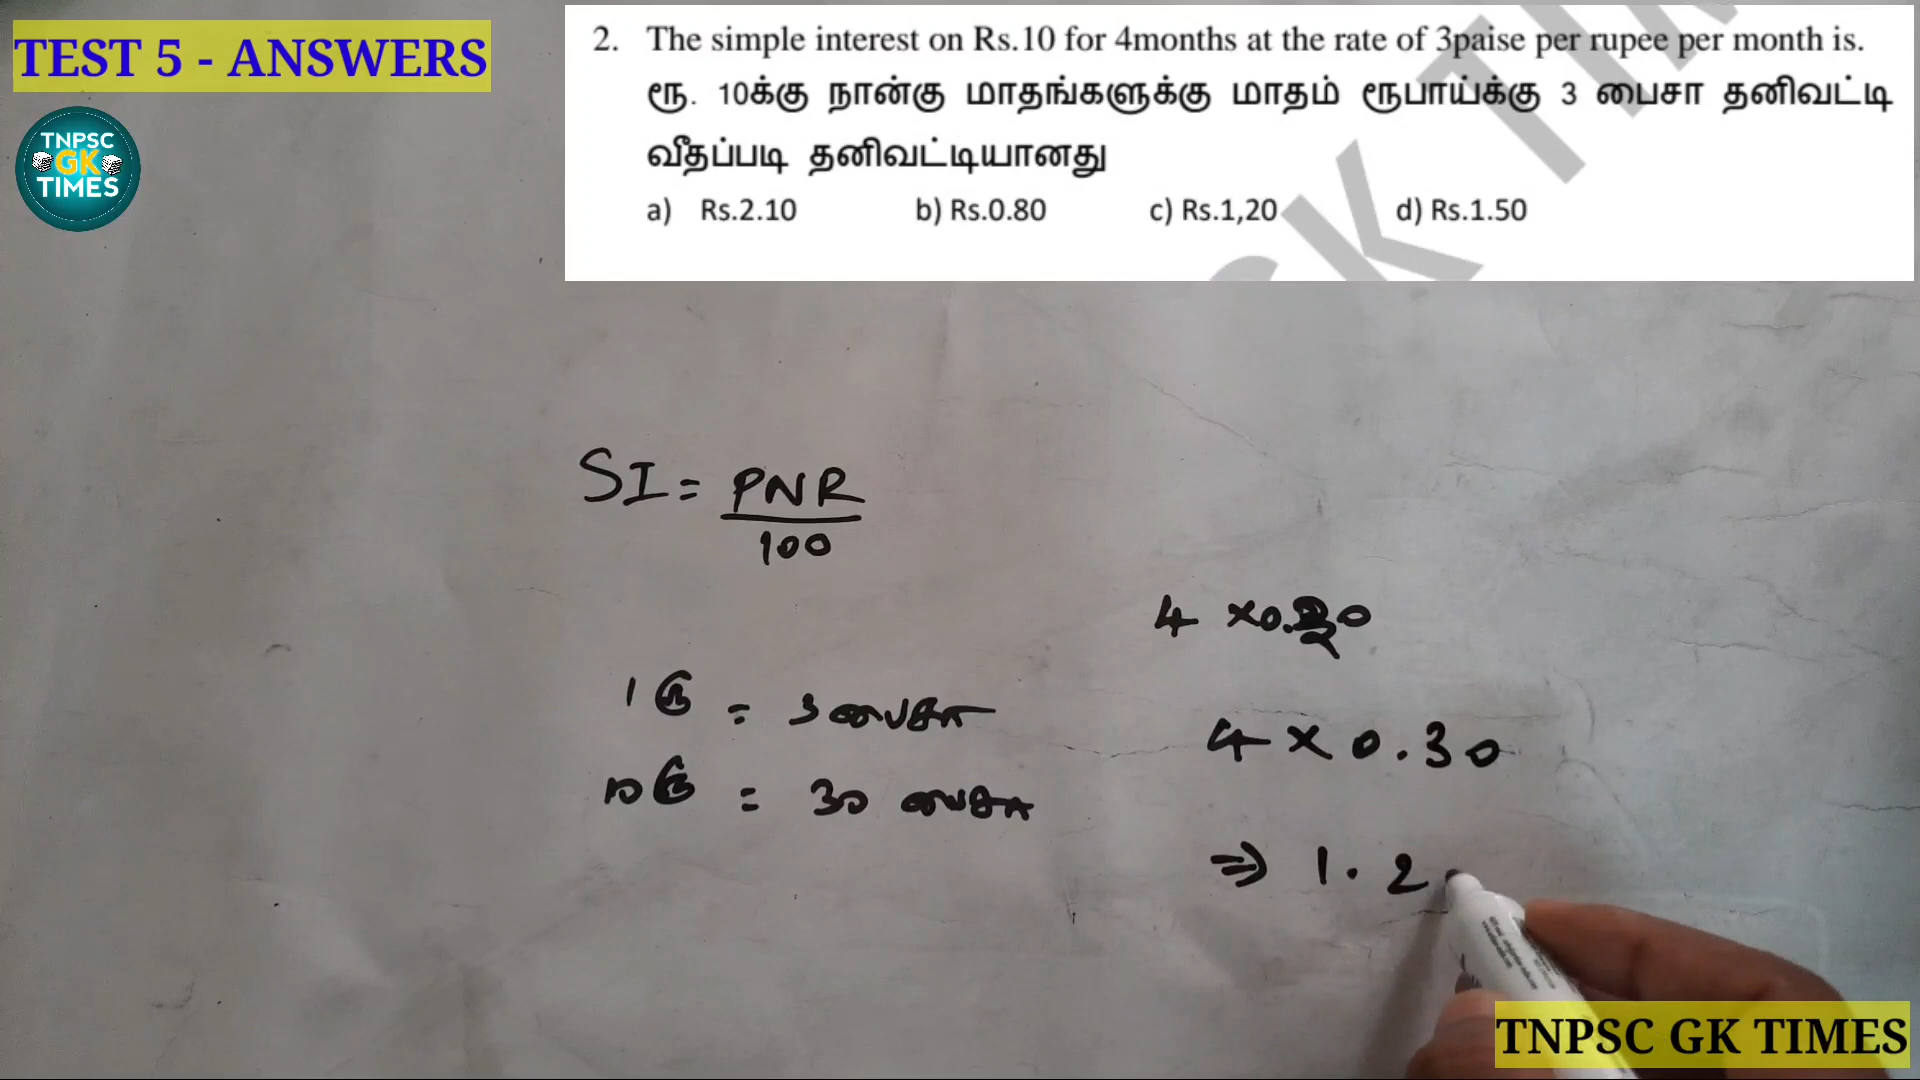 TEST 5 - ANSWERS
TNPSC
GK
TIMES
2. The simple interest on Rs.10 for 4months at the rate of 3paise per rupee per month is.
ரூ. 10க்கு நான்கு மாதங்களுக்கு மாதம் ரூபாய்க்கு 3 பைசா தனிவட்டி
வீதப்படி தனிவட்டியானது
a) Rs.2.10 b) Rs.0.80 c) Rs.1,20 d) Rs.1.50
SI = PNR
100
4 x0.30
1 ரூ = 3 பைசா
4 x 0.30
10 ரூ = 30 பைசா
⇒ 1.2
TNPSC GK TIMES